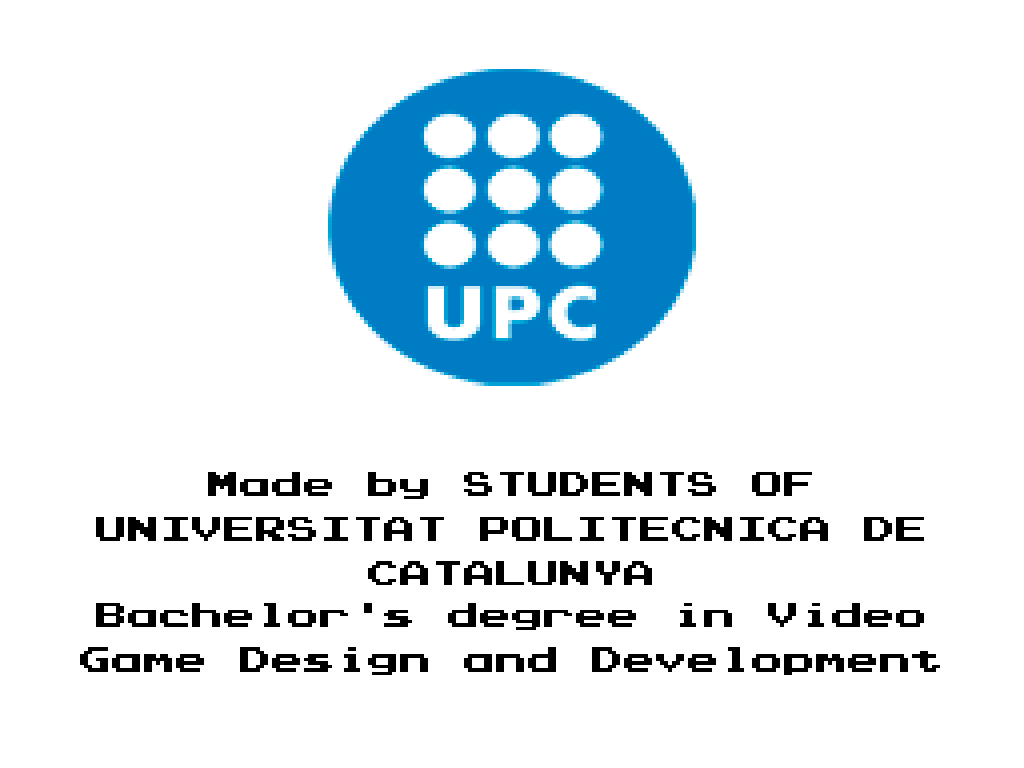 UPC
Made by STUDENTS OF
UNIVERSITAT POLITECNICA DE
CATALUNYA
Bachelor's degree in Video
Game Design and Development